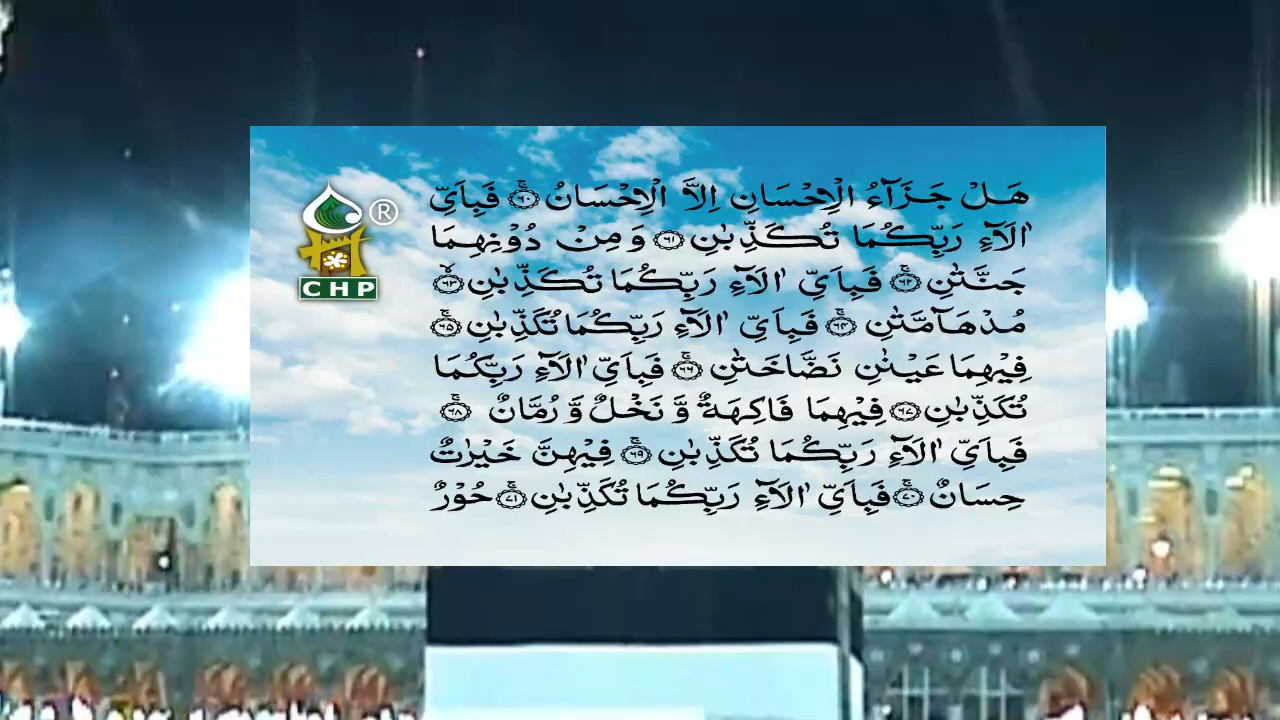 هَلْ جَزَآءُ الْاِحْسَانِ اِلَّا الْاِحْسَانُ ۚ﴿۶۰﴾ فَبِاَىِّ
اٰلَآءِ رَبِّكُمَا تُكَذِّبٰنِ ﴿۶۱﴾ وَ مِنْ دُوْنِهِمَا
جَنَّتٰنِ ۚ﴿۶۲﴾ فَبِاَىِّ اٰلَآءِ رَبِّكُمَا تُكَذِّبٰنِ ۙ﴿۶۳﴾
مُدْهَآمَّتٰنِ ۚ﴿۶۴﴾ فَبِاَىِّ اٰلَآءِ رَبِّكُمَا تُكَذِّبٰنِ ۚ﴿۶۵﴾
فِيْهِمَا عَيْنٰنِ نَضَّاخَتٰنِ ۚ﴿۶۶﴾ فَبِاَىِّ اٰلَآءِ رَبِّكُمَا
تُكَذِّبٰنِ ﴿۶۷﴾ فِيْهِمَا فَاكِهَةٌ وَّ نَخْلٌ وَّ رُمَّانٌ ۚ﴿۶۸﴾
فَبِاَىِّ اٰلَآءِ رَبِّكُمَا تُكَذِّبٰنِ ۚ﴿۶۹﴾ فِيْهِنَّ خَيْرٰتٌ
حِسَانٌ ۚ﴿۷۰﴾ فَبِاَىِّ اٰلَآءِ رَبِّكُمَا تُكَذِّبٰنِ ۚ﴿۷۱﴾ حُوْرٌ
®
CHP